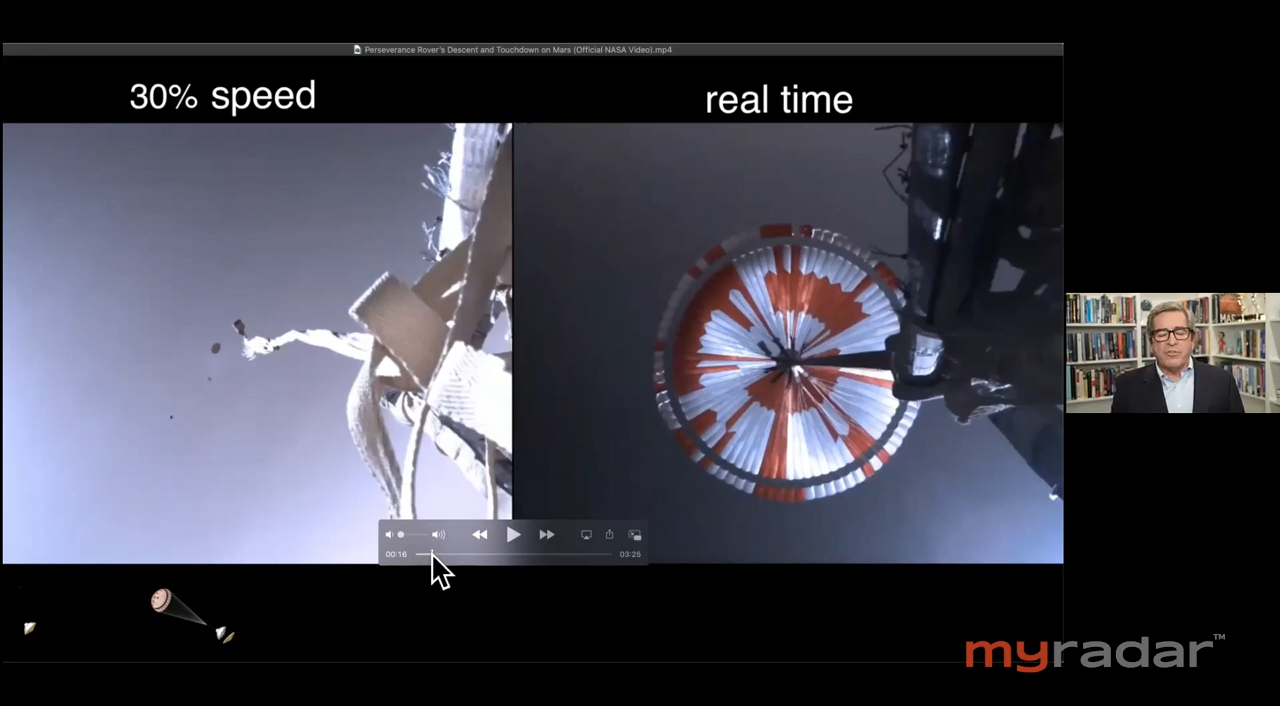 Perseverance Rover's Descent and Touchdown on Mars (Official NASA Video).mp4
30% speed
real time
00:16
03:25
myradar™